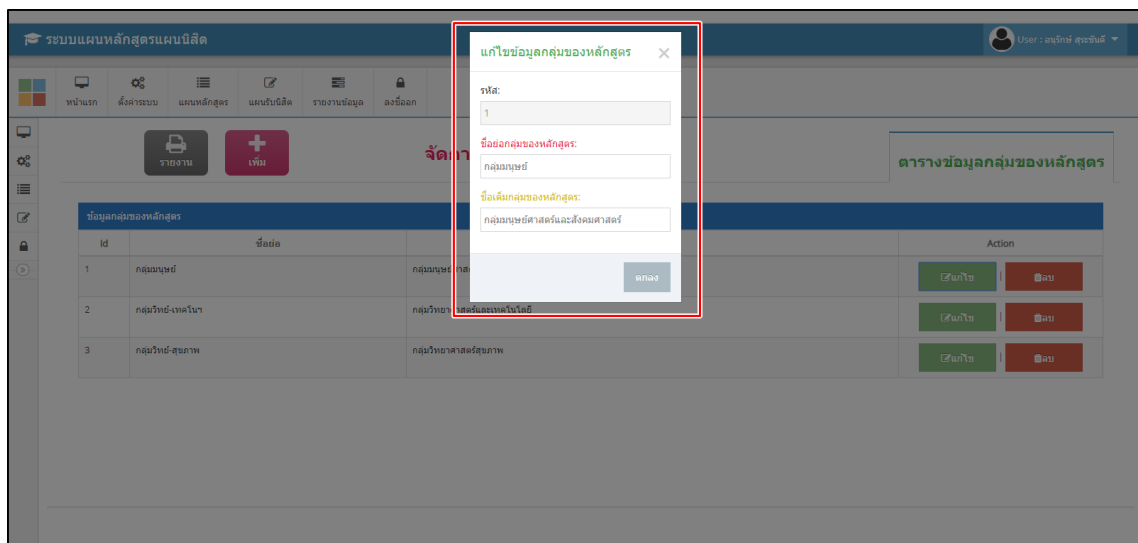 ระบบแผนหลักสูตรแผนนิสิต
User : อนุรักษ์ สุระขันตี
หน้าแรก ตั้งค่าระบบ แผนหลักสูตร แผนรับนิสิต รายงานข้อมูล ลงชื่อออก
รายงาน
เพิ่ม
ตารางข้อมูลกลุ่มของหลักสูตร
แก้ไขข้อมูลกลุ่มของหลักสูตร ×
รหัส:
1
ชื่อย่อกลุ่มของหลักสูตร:
กลุ่มมนุษย์
ชื่อเต็มกลุ่มของหลักสูตร:
กลุ่มมนุษย์ศาสตร์และสังคมศาสตร์
ตกลง
ข้อมูลกลุ่มของหลักสูตร
Id ชื่อย่อ Action
1 กลุ่มมนุษย์ แก้ไข | ลบ
2 กลุ่มวิทย์-เทคโนฯ กลุ่มวิทยาศาสตร์และเทคโนโลยี แก้ไข | ลบ
3 กลุ่มวิทย์-สุขภาพ กลุ่มวิทยาศาสตร์สุขภาพ แก้ไข | ลบ